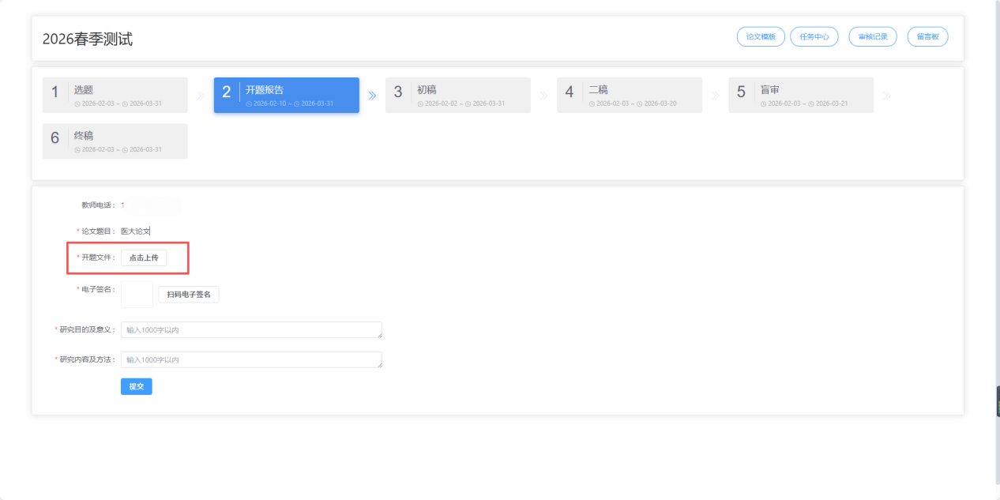 2026春季测试
论文模版 任务中心 审核记录 留言板
1 选题 2026-02-03 ~ 2026-03-31
2 开题报告 2026-02-10 ~ 2026-03-31
3 初稿 2026-02-02 ~ 2026-03-31
4 二稿 2026-02-03 ~ 2026-03-20
5 盲审 2026-02-03 ~ 2026-03-21
6 终稿 2026-02-03 ~ 2026-03-31
教师电话： 1
* 论文题目： 医大论文
* 开题文件： 点击上传
* 电子签名： 扫码电子签名
* 研究目的及意义： 输入1000字以内
* 研究内容及方法： 输入1000字以内
提交